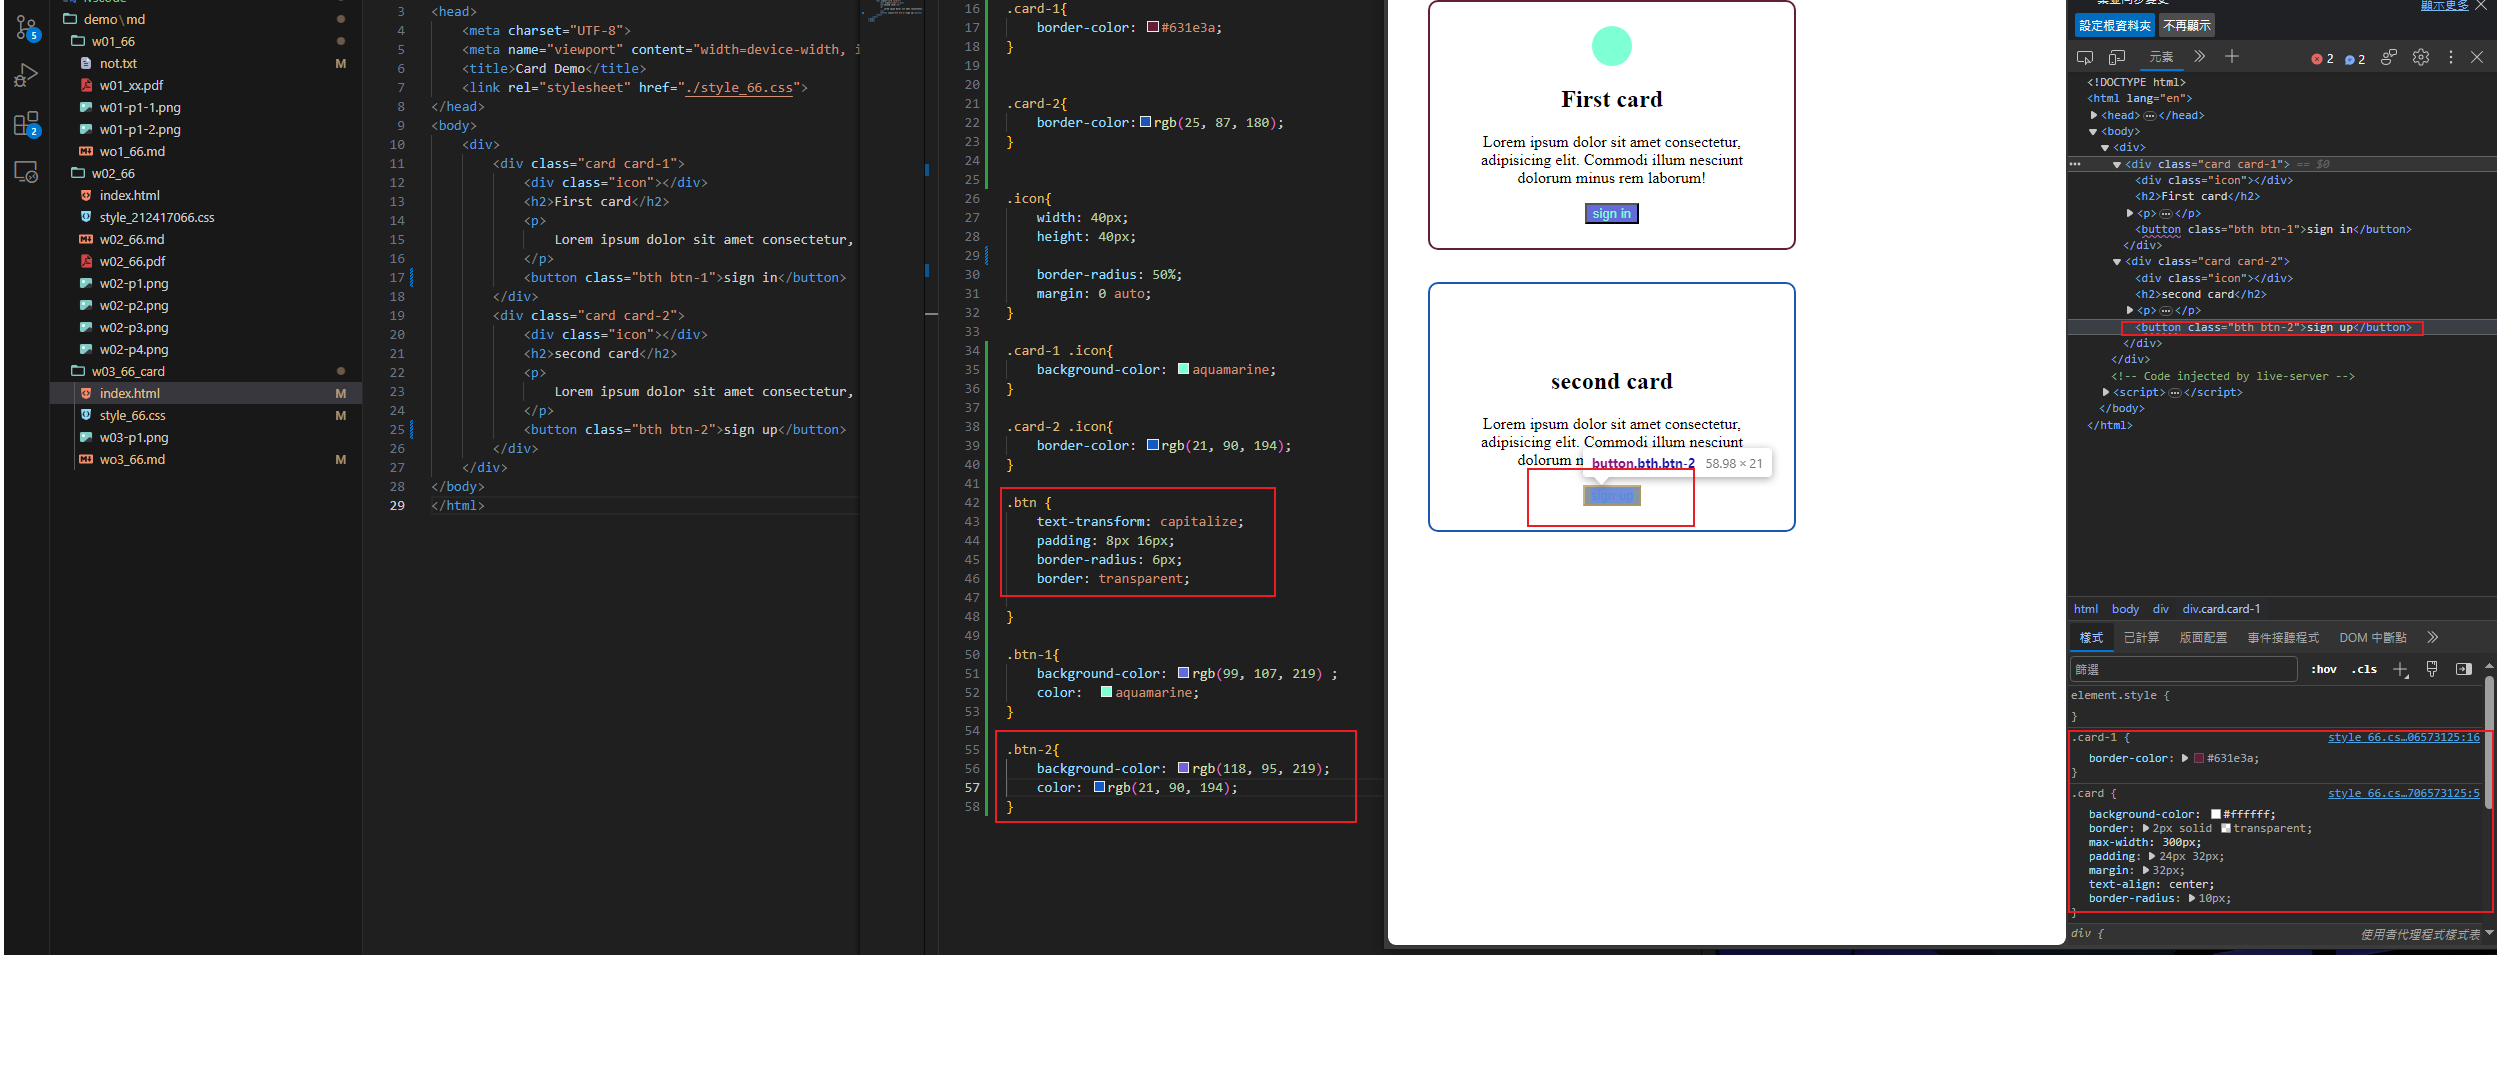 demo\md
w01_66
not.txt M
w01_xx.pdf
w01-p1-1.png
w01-p1-2.png
wo1_66.md
w02_66
index.html
style_212417066.css
w02_66.md
w02_66.pdf
w02-p1.png
w02-p2.png
w02-p3.png
w02-p4.png
w03_66_card
index.html M
style_66.css M
w03-p1.png
wo3_66.md M
5
2
3 <head>
4 <meta charset="UTF-8">
5 <meta name="viewport" content="width=device-width, i
6 <title>Card Demo</title>
7 <link rel="stylesheet" href="./style_66.css">
8 </head>
9 <body>
10 <div>
11 <div class="card card-1">
12 <div class="icon"></div>
13 <h2>First card</h2>
14 <p>
15 Lorem ipsum dolor sit amet consectetur,
16 </p>
17 <button class="bth btn-1">sign in</button>
18 </div>
19 <div class="card card-2">
20 <div class="icon"></div>
21 <h2>second card</h2>
22 <p>
23 Lorem ipsum dolor sit amet consectetur,
24 </p>
25 <button class="bth btn-2">sign up</button>
26 </div>
27 </div>
28 </body>
29 </html>
16 .card-1{
17 border-color: #631e3a;
18 }
19
20
21 .card-2{
22 border-color: rgb(25, 87, 180);
23 }
24
25
26 .icon{
27 width: 40px;
28 height: 40px;
29
30 border-radius: 50%;
31 margin: 0 auto;
32 }
33
34 .card-1 .icon{
35 background-color: aquamarine;
36 }
37
38 .card-2 .icon{
39 border-color: rgb(21, 90, 194);
40 }
41
42 .btn {
43 text-transform: capitalize;
44 padding: 8px 16px;
45 border-radius: 6px;
46 border: transparent;
47
48 }
49
50 .btn-1{
51 background-color: rgb(99, 107, 219) ;
52 color: aquamarine;
53 }
54
55 .btn-2{
56 background-color: rgb(118, 95, 219);
57 color: rgb(21, 90, 194);
58 }
First card
Lorem ipsum dolor sit amet consectetur,
adipisicing elit. Commodi illum nesciunt
dolorum minus rem laborum!
sign in
second card
Lorem ipsum dolor sit amet consectetur,
adipisicing elit. Commodi illum nesciunt
dolorum
button.bth.btn-2 58.98 × 21
sign up
顯示更多
設定根資料夾 不再顯示
元素 2 2
<!DOCTYPE html>
<html lang="en">
<head>…</head>
<body>
<div>
… <div class="card card-1"> == $0
<div class="icon"></div>
<h2>First card</h2>
<p>…</p>
<button class="bth btn-1">sign in</button>
</div>
<div class="card card-2">
<div class="icon"></div>
<h2>second card</h2>
<p>…</p>
<button class="bth btn-2">sign up</button>
</div>
</div>
<!-- Code injected by live-server -->
<script>…</script>
</body>
</html>
html body div div.card.card-1
樣式 已計算 版面配置 事件接聽程式 DOM 中斷點
篩選 :hov .cls
element.style {
}
.card-1 { style_66.cs…06573125:16
border-color: #631e3a;
}
.card { style_66.cs…706573125:5
background-color: #ffffff;
border: 2px solid transparent;
max-width: 300px;
padding: 24px 32px;
margin: 32px;
text-align: center;
border-radius: 10px;
}
div { 使用者代理程式樣式表